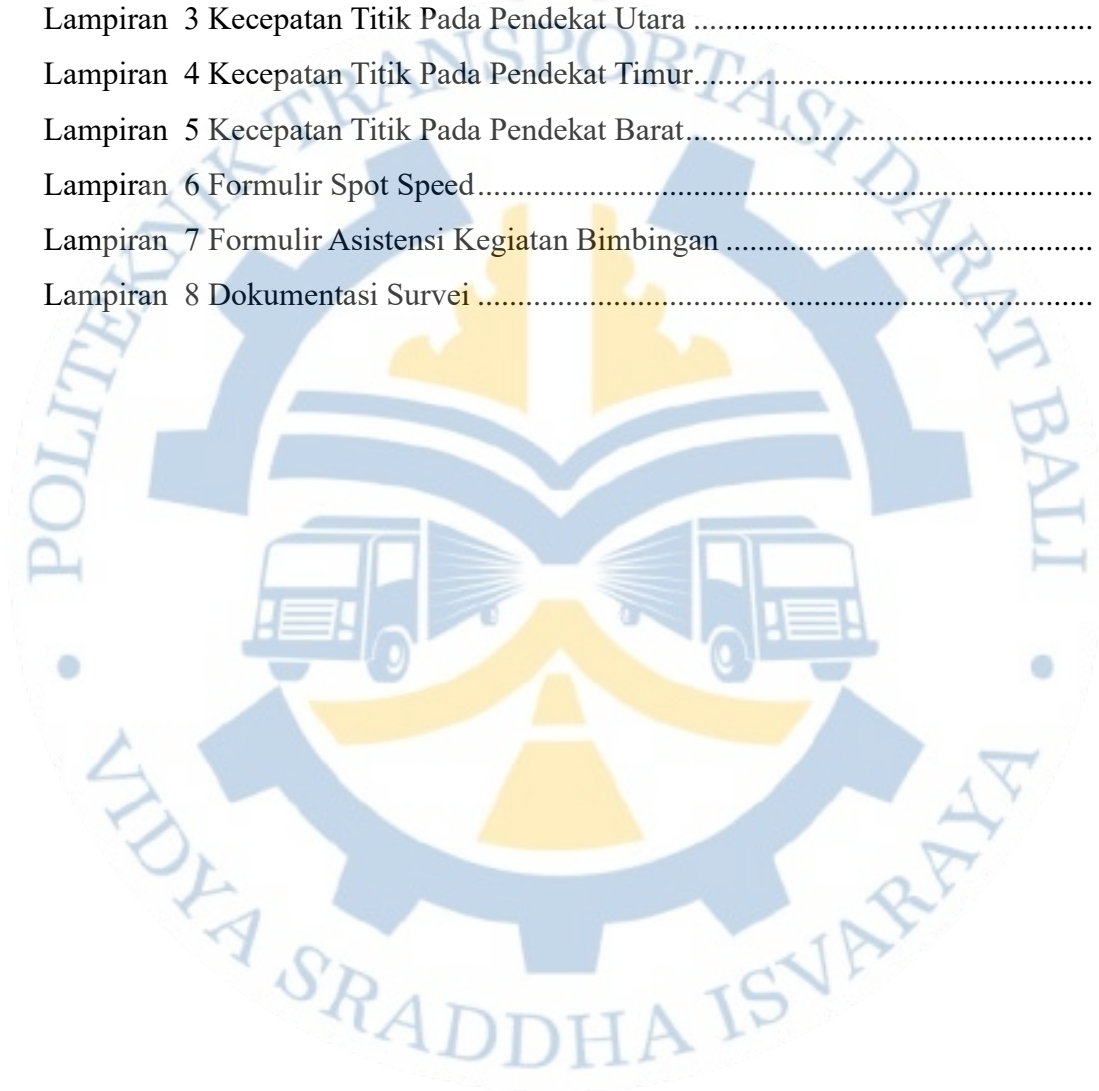 Lampiran 3 Kecepatan Titik Pada Pendekat Utara ..........................................................
Lampiran 4 Kecepatan Titik Pada Pendekat Timur..........................................................
Lampiran 5 Kecepatan Titik Pada Pendekat Barat...........................................................
Lampiran 6 Formulir Spot Speed.....................................................................................
Lampiran 7 Formulir Asistensi Kegiatan Bimbingan ......................................................
Lampiran 8 Dokumentasi Survei .....................................................................................
POLITEKNIK TRANSPORTASI DARAT BALI
VIDYA SRADDHA ISVARAYA